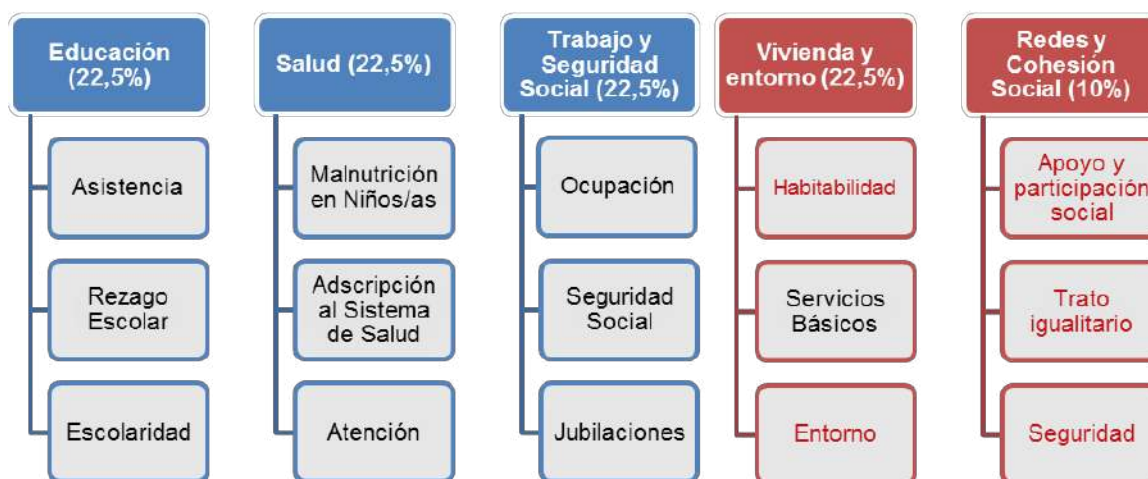 Educación
(22,5%)
Asistencia
Rezago
Escolar
Escolaridad
Salud (22,5%)
Malnutrición
en Niños/as
Adscripción
al Sistema
de Salud
Atención
Trabajo y
Seguridad
Social (22,5%)
Ocupación
Seguridad
Social
Jubilaciones
Vivienda y
entorno (22,5%)
Habitabilidad
Servicios
Básicos
Entorno
Redes y
Cohesión
Social (10%)
Apoyo y
participación
social
Trato
igualitario
Seguridad